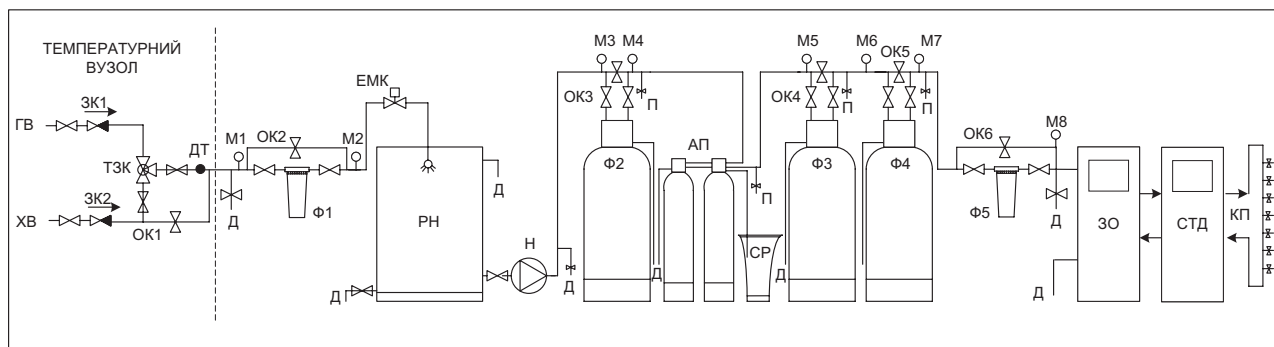 ТЕМПЕРАТУРНИЙ
ВУЗОЛ
ГВ
ЗК1
ТЗК
ДТ
ХВ
ЗК2
ОК1
М1
ОК2
М2
Д
Ф1
ЕМК
РН
Д
Д
Н
Д
М3
М4
ОК3
П
Ф2
АП
П
Д
СР
М5
М6
ОК5
М7
ОК4
П
П
Ф3
Ф4
ОК6
М8
Ф5
Д
Д
ЗО
СТД
КП